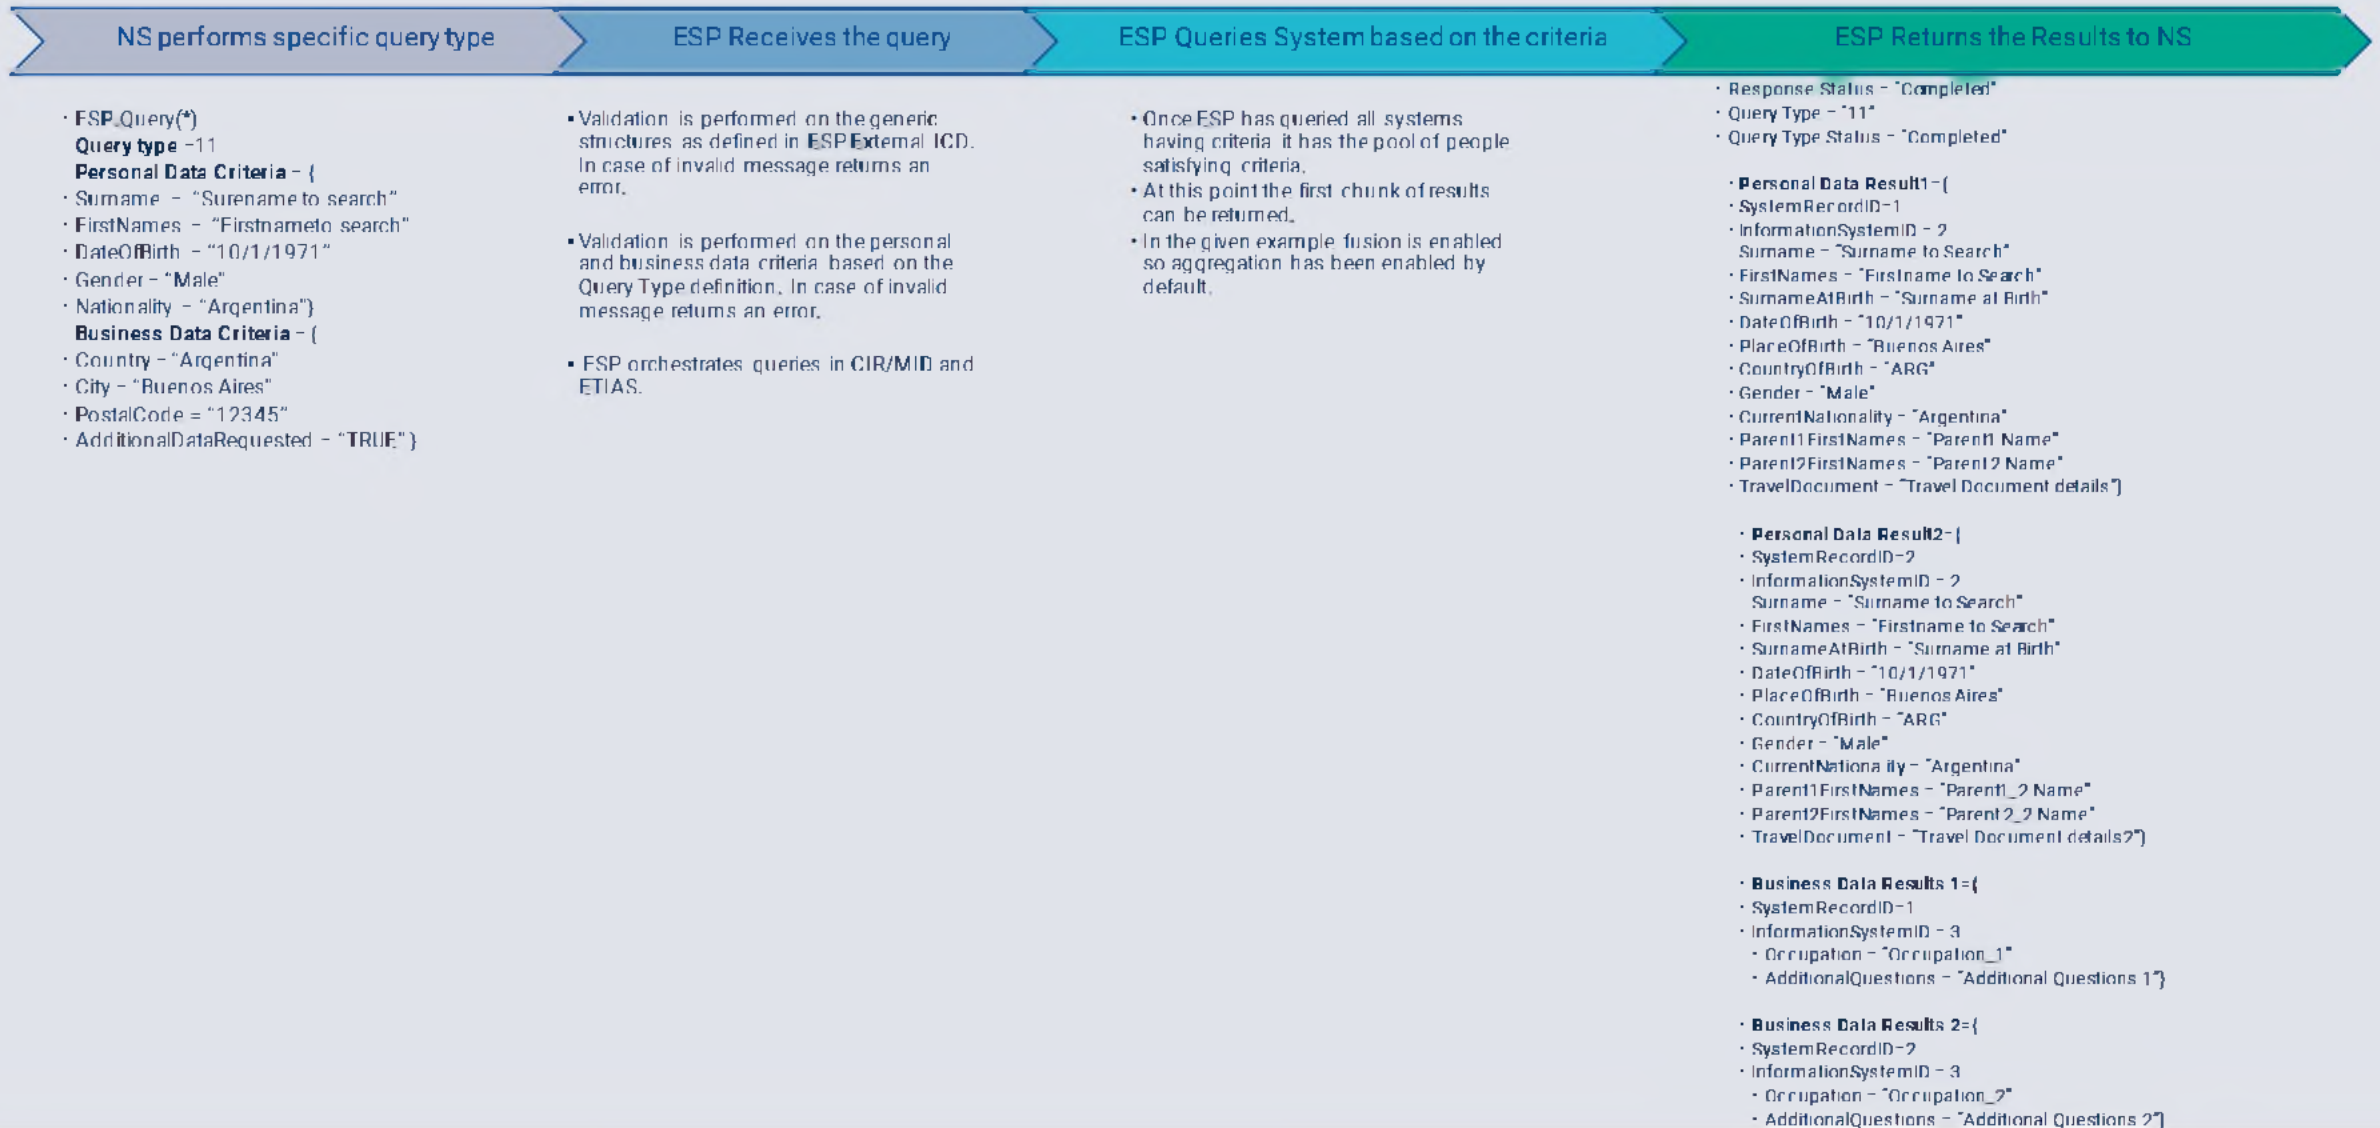 NS performs specific query type
ESP Receives the query
ESP Queries System based on the criteria
ESP Returns the Results to NS
· ESP_Query(*)
Query type =11
Personal Data Criteria = {
· Surname = “Surename to search”
· FirstNames = “Firstnameto search”
· DateOfBirth = “10/1/1971”
· Gender = “Male”
· Nationality = “Argentina”}
Business Data Criteria = {
· Country = “Argentina”
· City = “Buenos Aires”
· PostalCode = “12345”
· AdditionalDataRequested = “TRUE” }
▪ Validation is performed on the generic
structures as defined in ESP External ICD.
In case of invalid message returns an
error.
▪ Validation is performed on the personal
and business data criteria based on the
Query Type definition. In case of invalid
message returns an error.
▪ ESP orchestrates queries in CIR/MID and
ETIAS.
• Once ESP has queried all systems
having criteria it has the pool of people
satisfying criteria.
• At this point the first chunk of results
can be returned.
• In the given example fusion is enabled
so aggregation has been enabled by
default.
· Response Status = "Completed"
· Query Type = "11"
· Query Type Status = "Completed"
· Personal Data Result1={
· SystemRecordID=1
· InformationSystemID = 2
Surname = "Surname to Search"
· FirstNames = "Firstname to Search"
· SurnameAtBirth = "Surname at Birth"
· DateOfBirth = "10/1/1971"
· PlaceOfBirth = "Buenos Aires"
· CountryOfBirth = "ARG"
· Gender = "Male"
· CurrentNationality = "Argentina"
· Parent1FirstNames = "Parent1 Name"
· Parent2FirstNames = "Parent 2 Name"
· TravelDocument = "Travel Document details"}
· Personal Data Result2={
· SystemRecordID=2
· InformationSystemID = 2
Surname = "Surname to Search"
· FirstNames = "Firstname to Search"
· SurnameAtBirth = "Surname at Birth"
· DateOfBirth = "10/1/1971"
· PlaceOfBirth = "Buenos Aires"
· CountryOfBirth = "ARG"
· Gender = "Male"
· CurrentNationality = "Argentina"
· Parent1FirstNames = "Parent1_2 Name"
· Parent2FirstNames = "Parent 2_2 Name"
· TravelDocument = "Travel Document details2"}
· Business Data Results 1={
· SystemRecordID=1
· InformationSystemID = 3
· Occupation = "Occupation_1"
· AdditionalQuestions = "Additional Questions 1"}
· Business Data Results 2={
· SystemRecordID=2
· InformationSystemID = 3
· Occupation = "Occupation_2"
· AdditionalQuestions = "Additional Questions 2"}